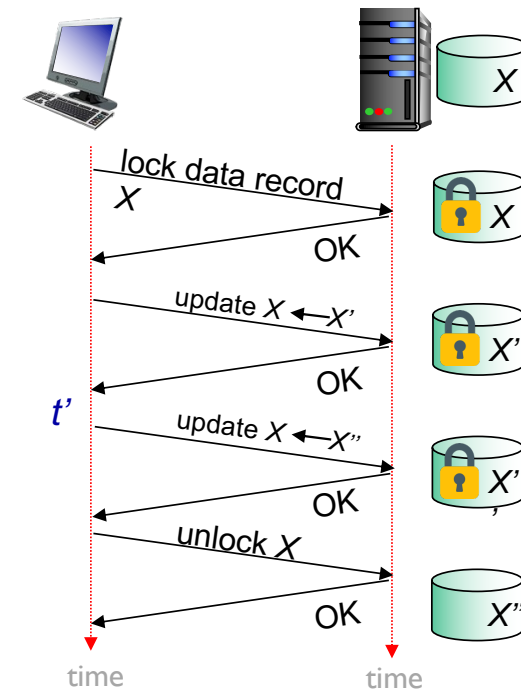 X
lock data record
X
X
OK
update X ← X'
X'
OK
t'
update X ← X''
X'
'
OK
unlock X
X''
OK
time
time